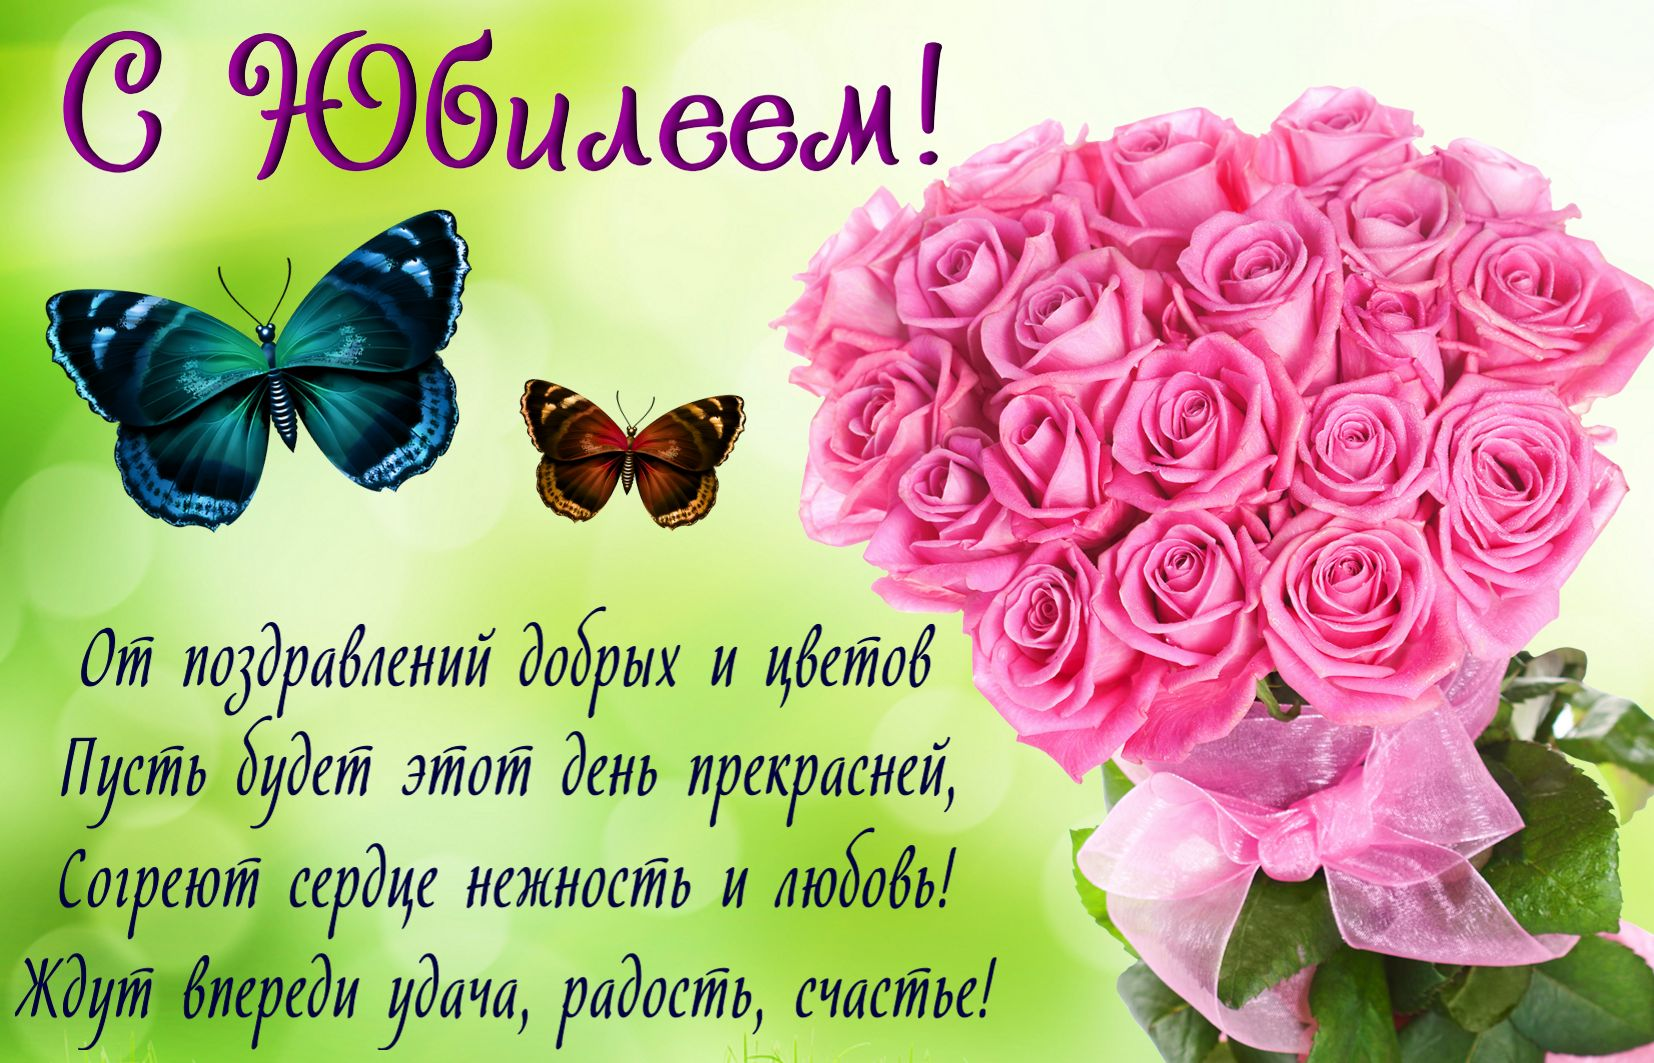 С Юбилеем!
От поздравлений добрых и цветов
Пусть будет этот день прекрасней,
Согреют сердце нежность и любовь!
Ждут впереди удача, радость, счастье!